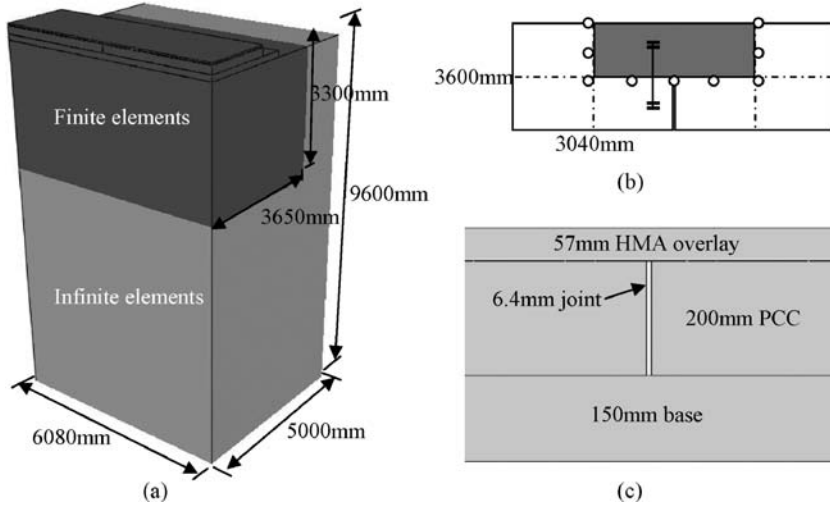 (a)
Finite elements
3300mm
9600mm
3650mm
Infinite elements
6080mm
5000mm
(b)
3600mm
3040mm
57mm HMA overlay
6.4mm joint
200mm PCC
150mm base
(a)
(b)
(c)